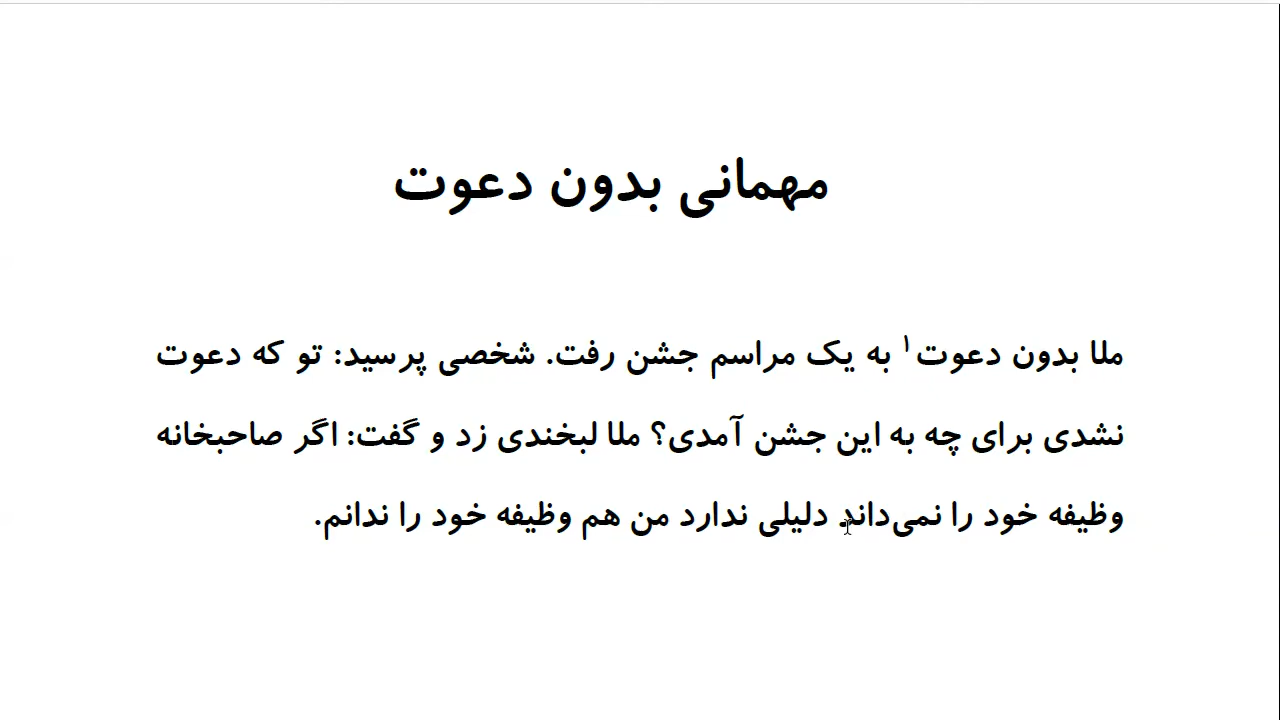 مهمانی بدون دعوت
ملا بدون دعوت۱ به یک مراسم جشن رفت. شخصی پرسید: تو که دعوت
نشدی برای چه به این جشن آمدی؟ ملا لبخندی زد و گفت: اگر صاحبخانه
وظیفه خود را نمی‌داند دلیلی ندارد من هم وظیفه خود را ندانم.